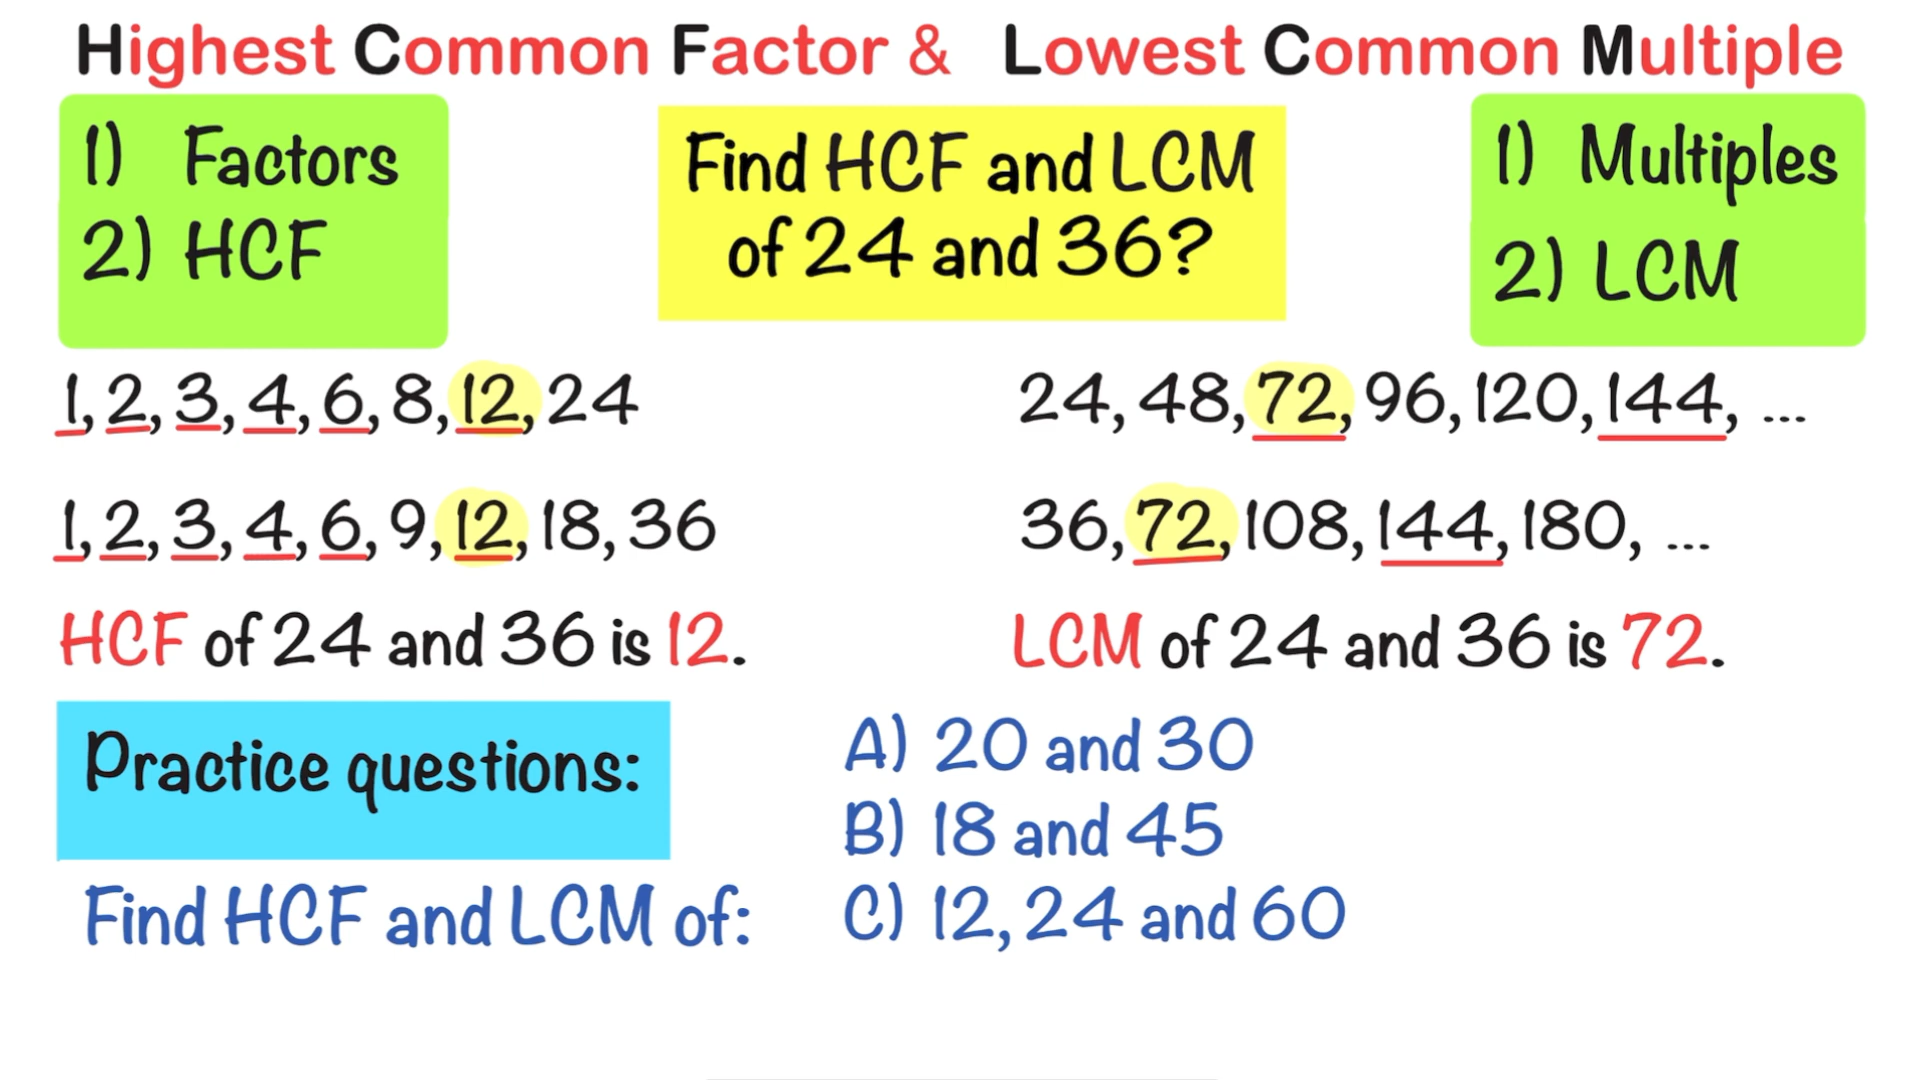 Highest Common Factor & Lowest Common Multiple
1) Factors
2) HCF
Find HCF and LCM
of 24 and 36?
1) Multiples
2) LCM
1, 2, 3, 4, 6, 8, 12, 24
1, 2, 3, 4, 6, 9, 12, 18, 36
HCF of 24 and 36 is 12.
24, 48, 72, 96, 120, 144, ...
36, 72, 108, 144, 180, ...
LCM of 24 and 36 is 72.
Practice questions:
Find HCF and LCM of:
A) 20 and 30
B) 18 and 45
C) 12, 24 and 60